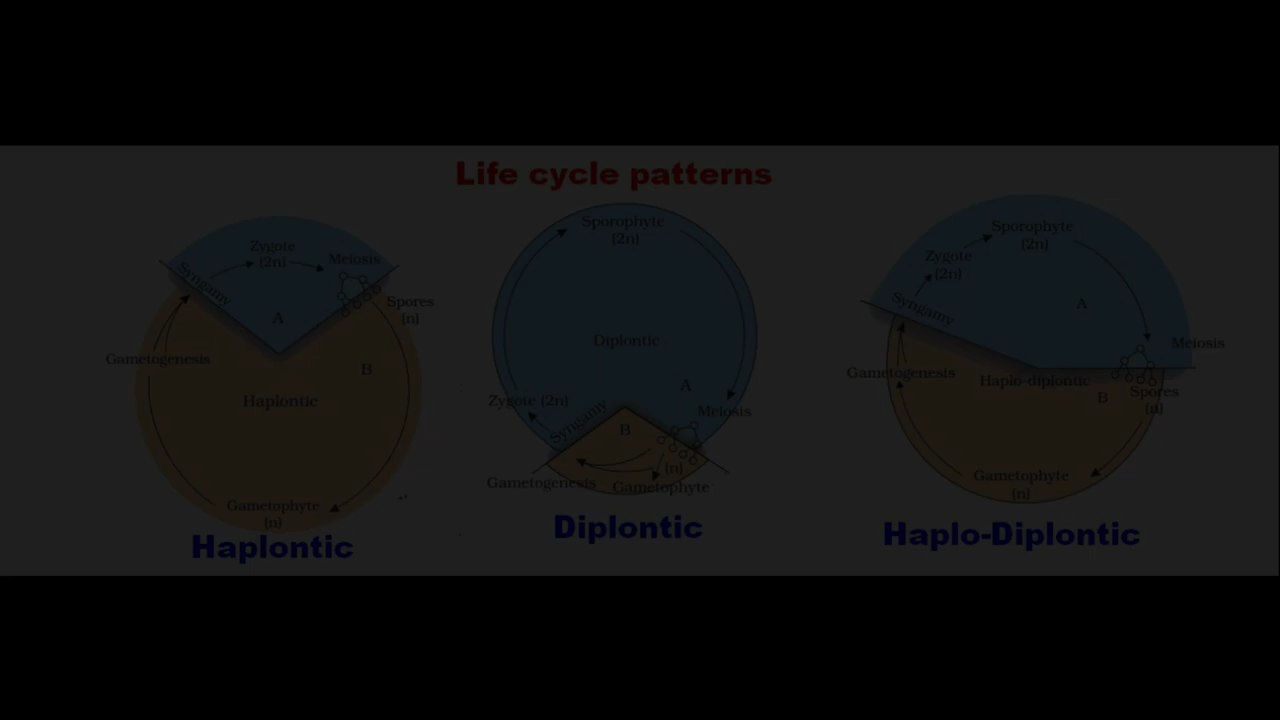 Life cycle patterns
Zygote
(2n)
Meiosis
Syngamy
Spores
(n)
A
Gametogenesis
B
Haplontic
Gametophyte
(n)
Haplontic
Sporophyte
(2n)
Diplontic
A
Zygote (2n)
Syngamy
Meiosis
B
(n)
Gametogenesis
Gametophyte
Diplontic
Sporophyte
(2n)
Zygote
(2n)
Syngamy
A
Meiosis
Gametogenesis
Haplo-diplontic
B
Spores
(n)
Gametophyte
(n)
Haplo-Diplontic